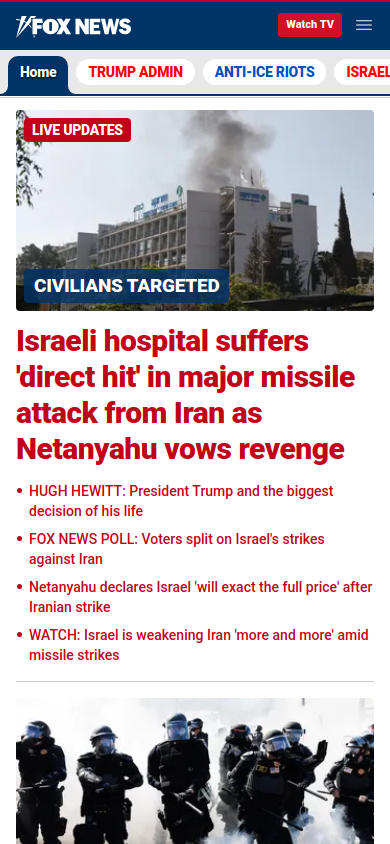 FOX NEWS
Watch TV
Home
TRUMP ADMIN
ANTI-ICE RIOTS
ISRAEL
LIVE UPDATES
CIVILIANS TARGETED
Israeli hospital suffers
'direct hit' in major missile
attack from Iran as
Netanyahu vows revenge
• HUGH HEWITT: President Trump and the biggest
decision of his life
• FOX NEWS POLL: Voters split on Israel's strikes
against Iran
• Netanyahu declares Israel 'will exact the full price' after
Iranian strike
• WATCH: Israel is weakening Iran 'more and more' amid
missile strikes